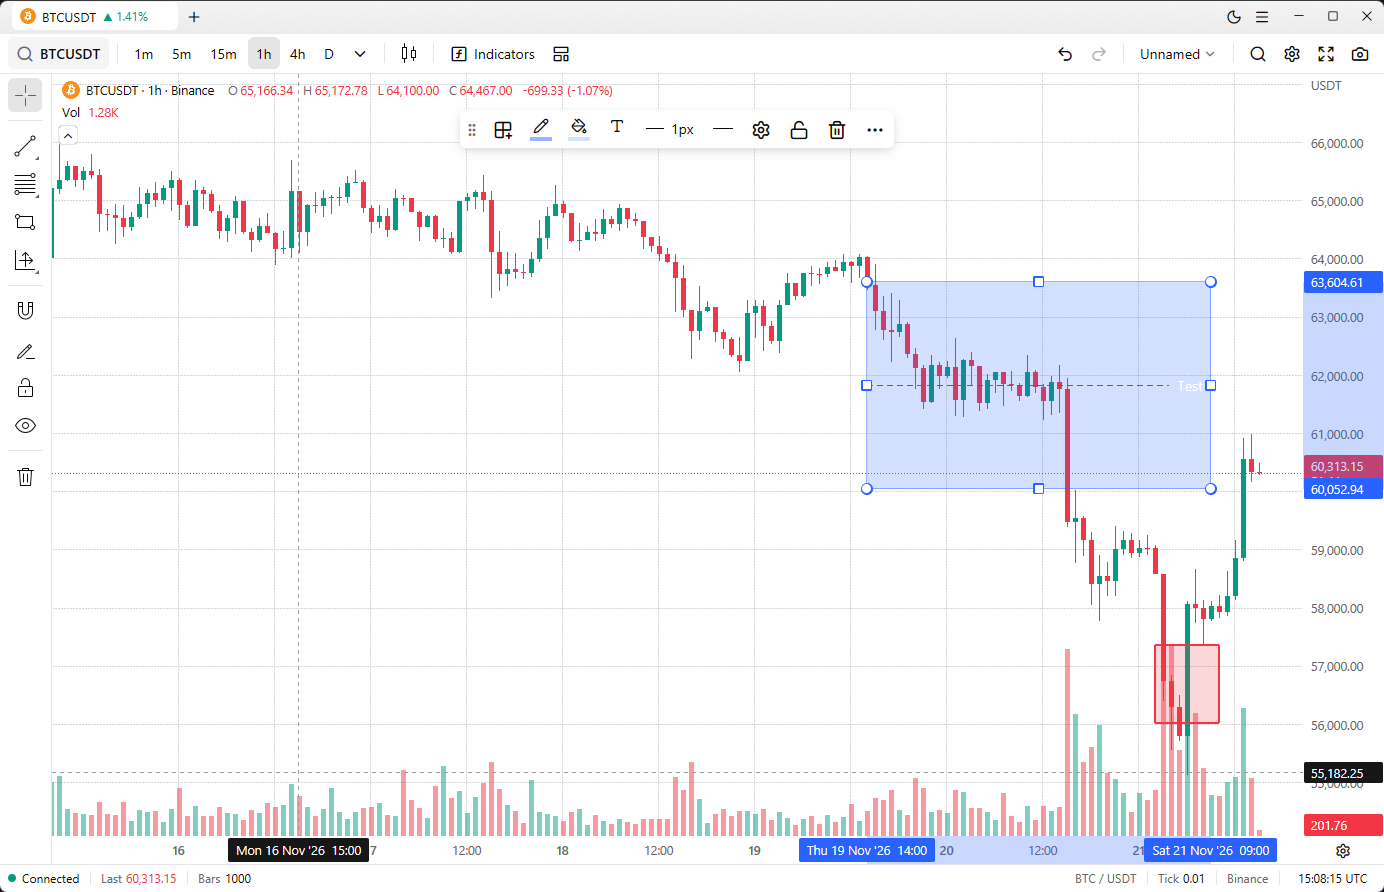 BTCUSDT ▲ 1.41%
BTCUSDT 1m 5m 15m 1h 4h D Indicators Unnamed
BTCUSDT · 1h · Binance O 65,166.34 H 65,172.78 L 64,100.00 C 64,467.00 -699.33 (-1.07%)
USDT
Vol 1.28K
T 1px
66,000.00
65,000.00
64,000.00
63,604.61
63,000.00
62,000.00
Test
61,000.00
60,313.15
60,052.94
59,000.00
58,000.00
57,000.00
56,000.00
55,182.25
55,000.00
201.76
16 Mon 16 Nov '26 15:00 7 12:00 18 12:00 19 Thu 19 Nov '26 14:00 20 12:00 21 Sat 21 Nov '26 09:00
Connected Last 60,313.15 Bars 1000 BTC / USDT Tick 0.01 Binance 15:08:15 UTC